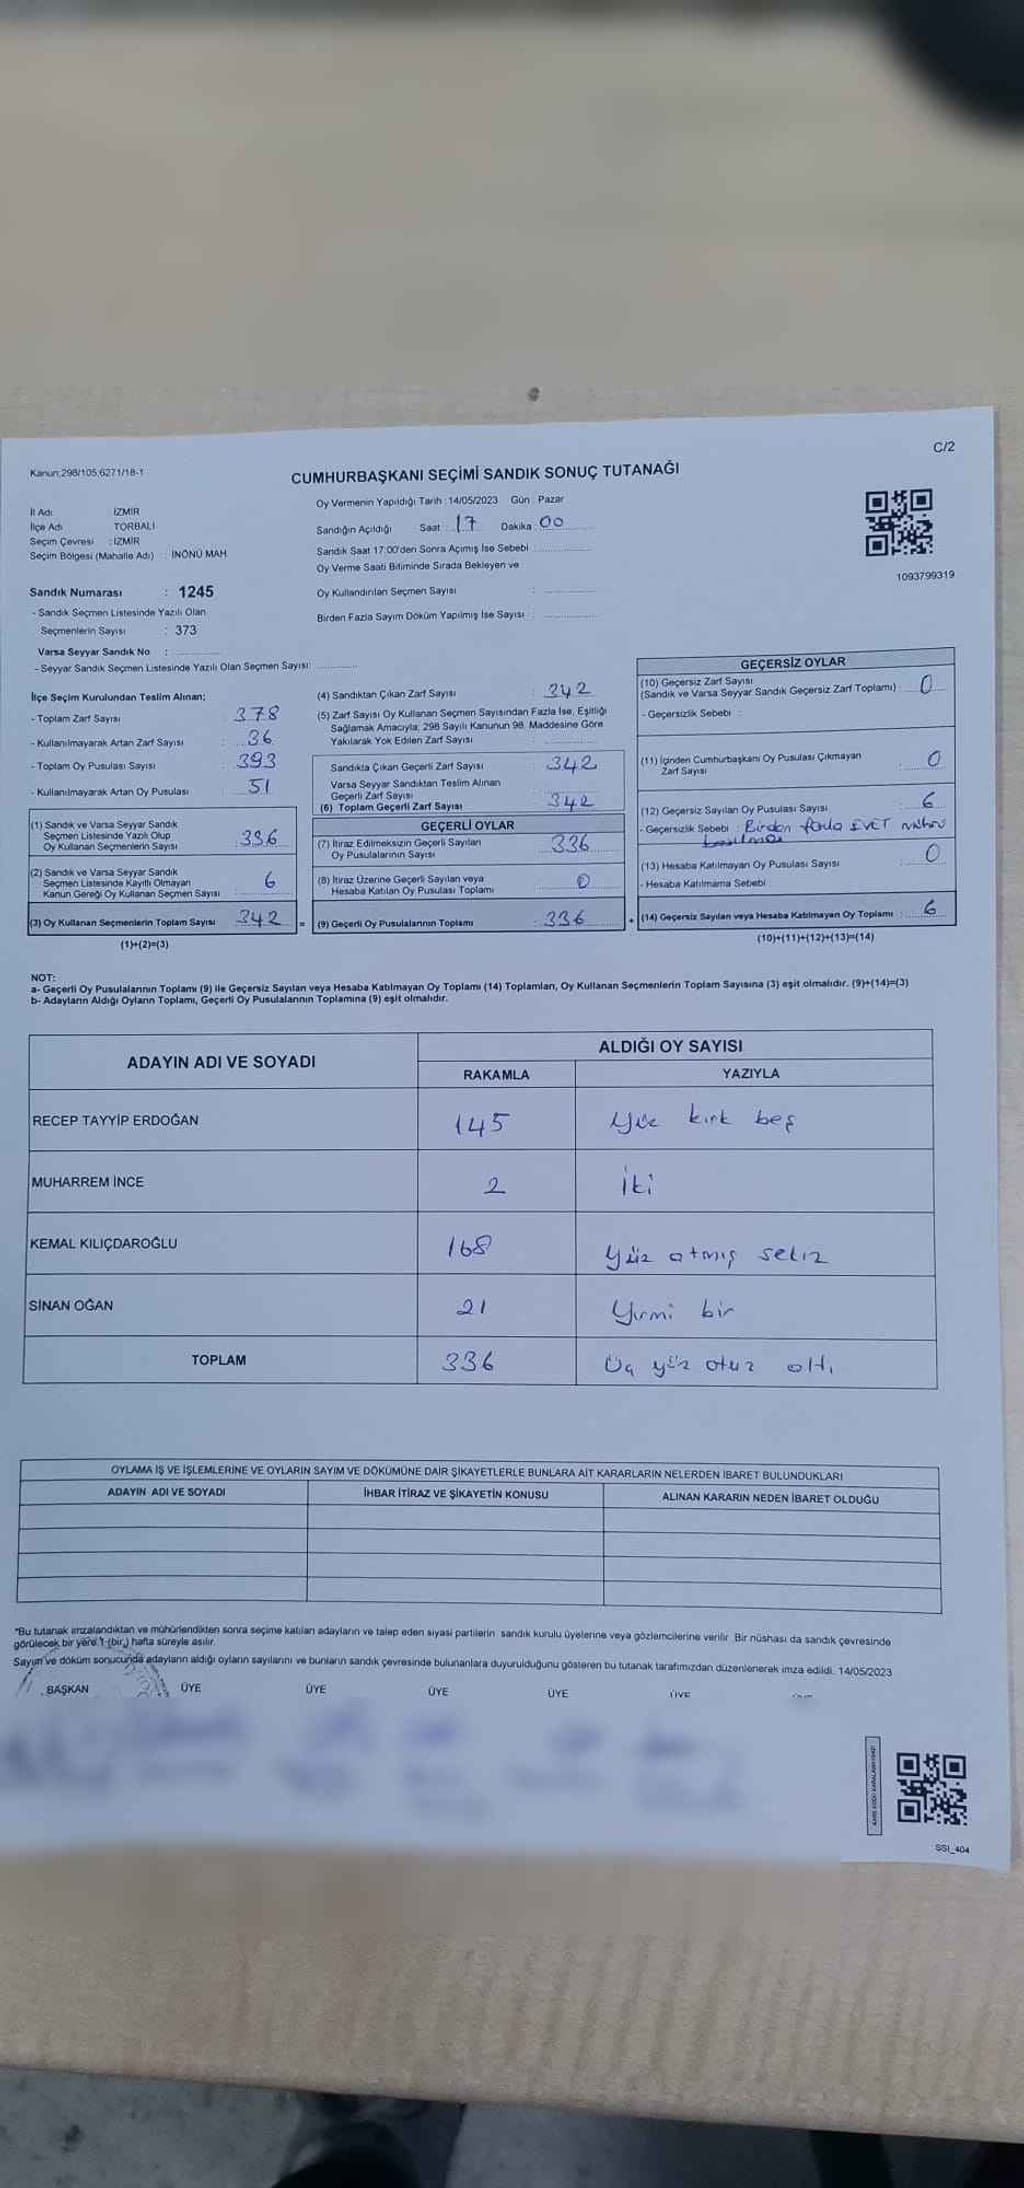 C/2
Kanun:298/105;6271/18-1
CUMHURBAŞKANI SEÇİMİ SANDIK SONUÇ TUTANAĞI
İl Adı İZMİR
İlçe Adı TORBALI
Seçim Çevresi : İZMİR
Seçim Bölgesi (Mahalle Adı) : İNÖNÜ MAH.
Oy Vermenin Yapıldığı Tarih : 14/05/2023 Gün : Pazar
Sandığın Açıldığı Saat : 17 Dakika : 00
Sandık Saat 17:00'den Sonra Açımış İse Sebebi :
Oy Verme Saati Bitiminde Sırada Bekleyen ve
Oy Kullandırılan Seçmen Sayısı :
Birden Fazla Sayım Döküm Yapılmış İse Sayısı :
1093799319
Sandık Numarası : 1245
- Sandık Seçmen Listesinde Yazılı Olan
Seçmenlerin Sayısı : 373
Varsa Seyyar Sandık No :
- Seyyar Sandık Seçmen Listesinde Yazılı Olan Seçmen Sayısı:
İlçe Seçim Kurulundan Teslim Alınan;
- Toplam Zarf Sayısı 378
- Kullanılmayarak Artan Zarf Sayısı : 36
- Toplam Oy Pusulası Sayısı : 393
- Kullanılmayarak Artan Oy Pusulası : 51
(1) Sandık ve Varsa Seyyar Sandık
Seçmen Listesinde Yazılı Olup
Oy Kullanan Seçmenlerin Sayısı : 336
(2) Sandık ve Varsa Seyyar Sandık
Seçmen Listesinde Kayıtlı Olmayan
Kanun Gereği Oy Kullanan Seçmen Sayısı 6
(3) Oy Kullanan Seçmenlerin Toplam Sayısı 342 =
(1)+(2)=(3)
(4) Sandıktan Çıkan Zarf Sayısı : 342
(5) Zarf Sayısı Oy Kullanan Seçmen Sayısından Fazla İse, Eşitliği
Sağlamak Amacıyla; 298 Sayılı Kanunun 98. Maddesine Göre
Yakılarak Yok Edilen Zarf Sayısı :
Sandıkta Çıkan Geçerli Zarf Sayısı : 342
Varsa Seyyar Sandıktan Teslim Alınan
Geçerli Zarf Sayısı
(6) Toplam Geçerli Zarf Sayısı 342
GEÇERLİ OYLAR
(7) İtiraz Edilmeksizin Geçerli Sayılan
Oy Pusulalarının Sayısı : 336
(8) İtiraz Üzerine Geçerli Sayılan veya
Hesaba Katılan Oy Pusulası Toplamı : 0
(9) Geçerli Oy Pusulalarının Toplamı : 336 +
GEÇERSİZ OYLAR
(10) Geçersiz Zarf Sayısı
(Sandık ve Varsa Seyyar Sandık Geçersiz Zarf Toplamı) : 0
- Geçersizlik Sebebi :
(11) İçinden Cumhurbaşkanı Oy Pusulası Çıkmayan
Zarf Sayısı : 0
(12) Geçersiz Sayılan Oy Pusulası Sayısı : 6
- Geçersizlik Sebebi : Birden fazla EVET mührü
basılması
(13) Hesaba Katılmayan Oy Pusulası Sayısı : 0
- Hesaba Katılmama Sebebi :
(14) Geçersiz Sayılan veya Hesaba Katılmayan Oy Toplamı : 6
(10)+(11)+(12)+(13)=(14)
NOT:
a- Geçerli Oy Pusulalarının Toplamı (9) ile Geçersiz Sayılan veya Hesaba Katılmayan Oy Toplamı (14) Toplamları, Oy Kullanan Seçmenlerin Toplam Sayısına (3) eşit olmalıdır. (9)+(14)=(3)
b- Adayların Aldığı Oyların Toplamı, Geçerli Oy Pusulalarının Toplamına (9) eşit olmalıdır.
ADAYIN ADI VE SOYADI ALDIĞI OY SAYISI
RAKAMLA YAZIYLA
RECEP TAYYİP ERDOĞAN 145 Yüz kırk beş
MUHARREM İNCE 2 İki
KEMAL KILIÇDAROĞLU 168 Yüz atmış sekiz
SİNAN OĞAN 21 Yirmi bir
TOPLAM 336 Üç yüz otuz altı
OYLAMA İŞ VE İŞLEMLERİNE VE OYLARIN SAYIM VE DÖKÜMÜNE DAİR ŞİKAYETLERLE BUNLARA AİT KARARLARIN NELERDEN İBARET BULUNDUKLARI
ADAYIN ADI VE SOYADI İHBAR İTİRAZ VE ŞİKAYETİN KONUSU ALINAN KARARIN NEDEN İBARET OLDUĞU
*Bu tutanak imzalandıktan ve mühürlendikten sonra seçime katılan adayların ve talep eden siyasi partilerin sandık kurulu üyelerine veya gözlemcilerine verilir. Bir nüshası da sandık çevresinde
görülecek bir yere 1 (bir) hafta süreyle asılır.
Sayım ve döküm sonucunda adayların aldığı oyların sayılarını ve bunların sandık çevresinde bulunanlara duyurulduğunu gösteren bu tutanak tarafımızdan düzenlenerek imza edildi. 14/05/2023
BAŞKAN ÜYE ÜYE ÜYE ÜYE ÜYE
SSI_404